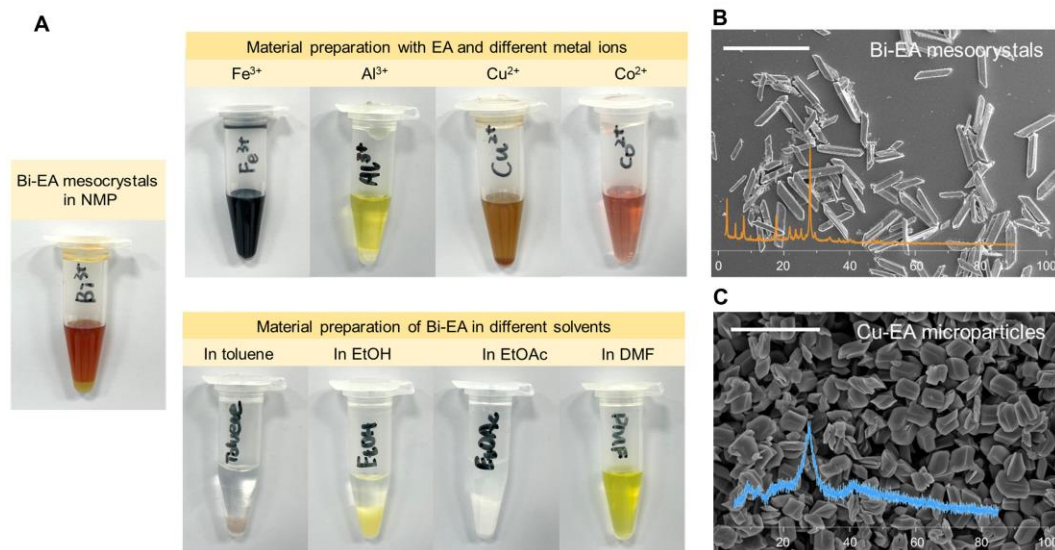 A
Material preparation with EA and different metal ions
Fe³⁺
Al³⁺
Cu²⁺
Co²⁺
Fe³⁺
Al³⁺
Cu²⁺
Co²⁺
Bi-EA mesocrystals
in NMP
Bi³⁺
Material preparation of Bi-EA in different solvents
In toluene
In EtOH
In EtOAc
In DMF
Toluene
EtOH
EtOAc
DMF
B
Bi-EA mesocrystals
0 20 40 60 80 100
C
Cu-EA microparticles
20 40 60 80 100